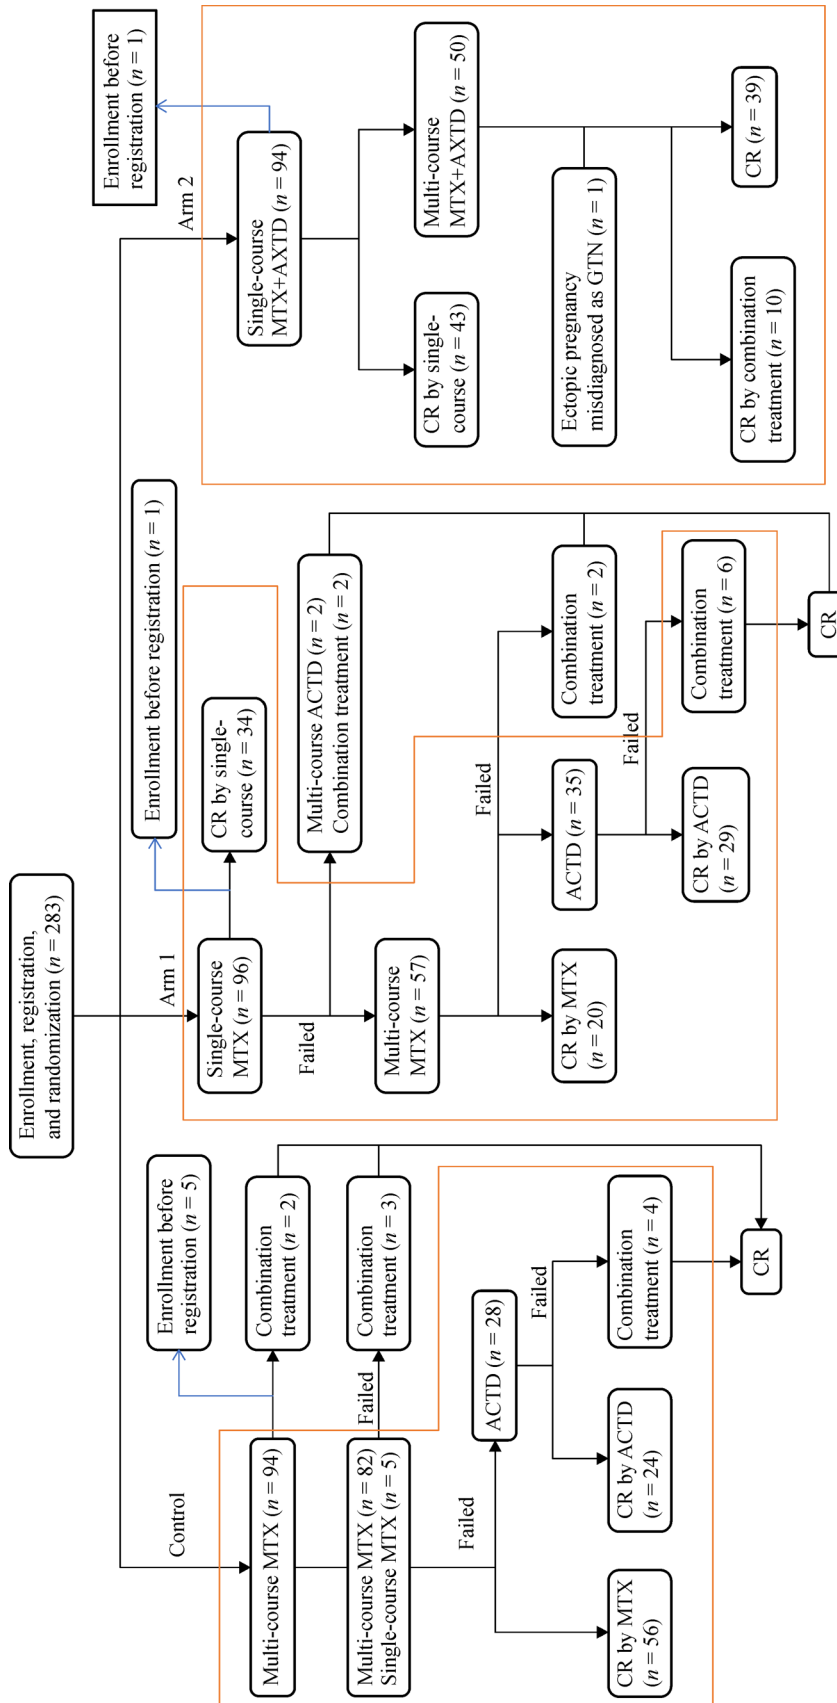 Enrollment, registration,
and randomization (n = 283)
Control
Arm 1
Arm 2
Enrollment before
registration (n = 5)
Multi-course MTX (n = 94)
Combination
treatment (n = 2)
Multi-course MTX (n = 82)
Single-course MTX (n = 5)
Failed
Combination
treatment (n = 3)
Failed
ACTD (n = 28)
Failed
CR by MTX
(n = 56)
CR by ACTD
(n = 24)
Combination
treatment (n = 4)
CR
Enrollment before registration (n = 1)
Single-course
MTX (n = 96)
CR by single-
course (n = 34)
Failed
Multi-course ACTD (n = 2)
Combination treatment (n = 2)
Multi-course
MTX (n = 57)
Failed
CR by MTX
(n = 20)
ACTD (n = 35)
Combination
treatment (n = 2)
Failed
CR by ACTD
(n = 29)
Combination
treatment (n = 6)
CR
Enrollment before
registration (n = 1)
Single-course
MTX+AXTD (n = 94)
CR by single-
course (n = 43)
Multi-course
MTX+AXTD (n = 50)
Ectopic pregnancy
misdiagnosed as GTN (n = 1)
CR by combination
treatment (n = 10)
CR (n = 39)